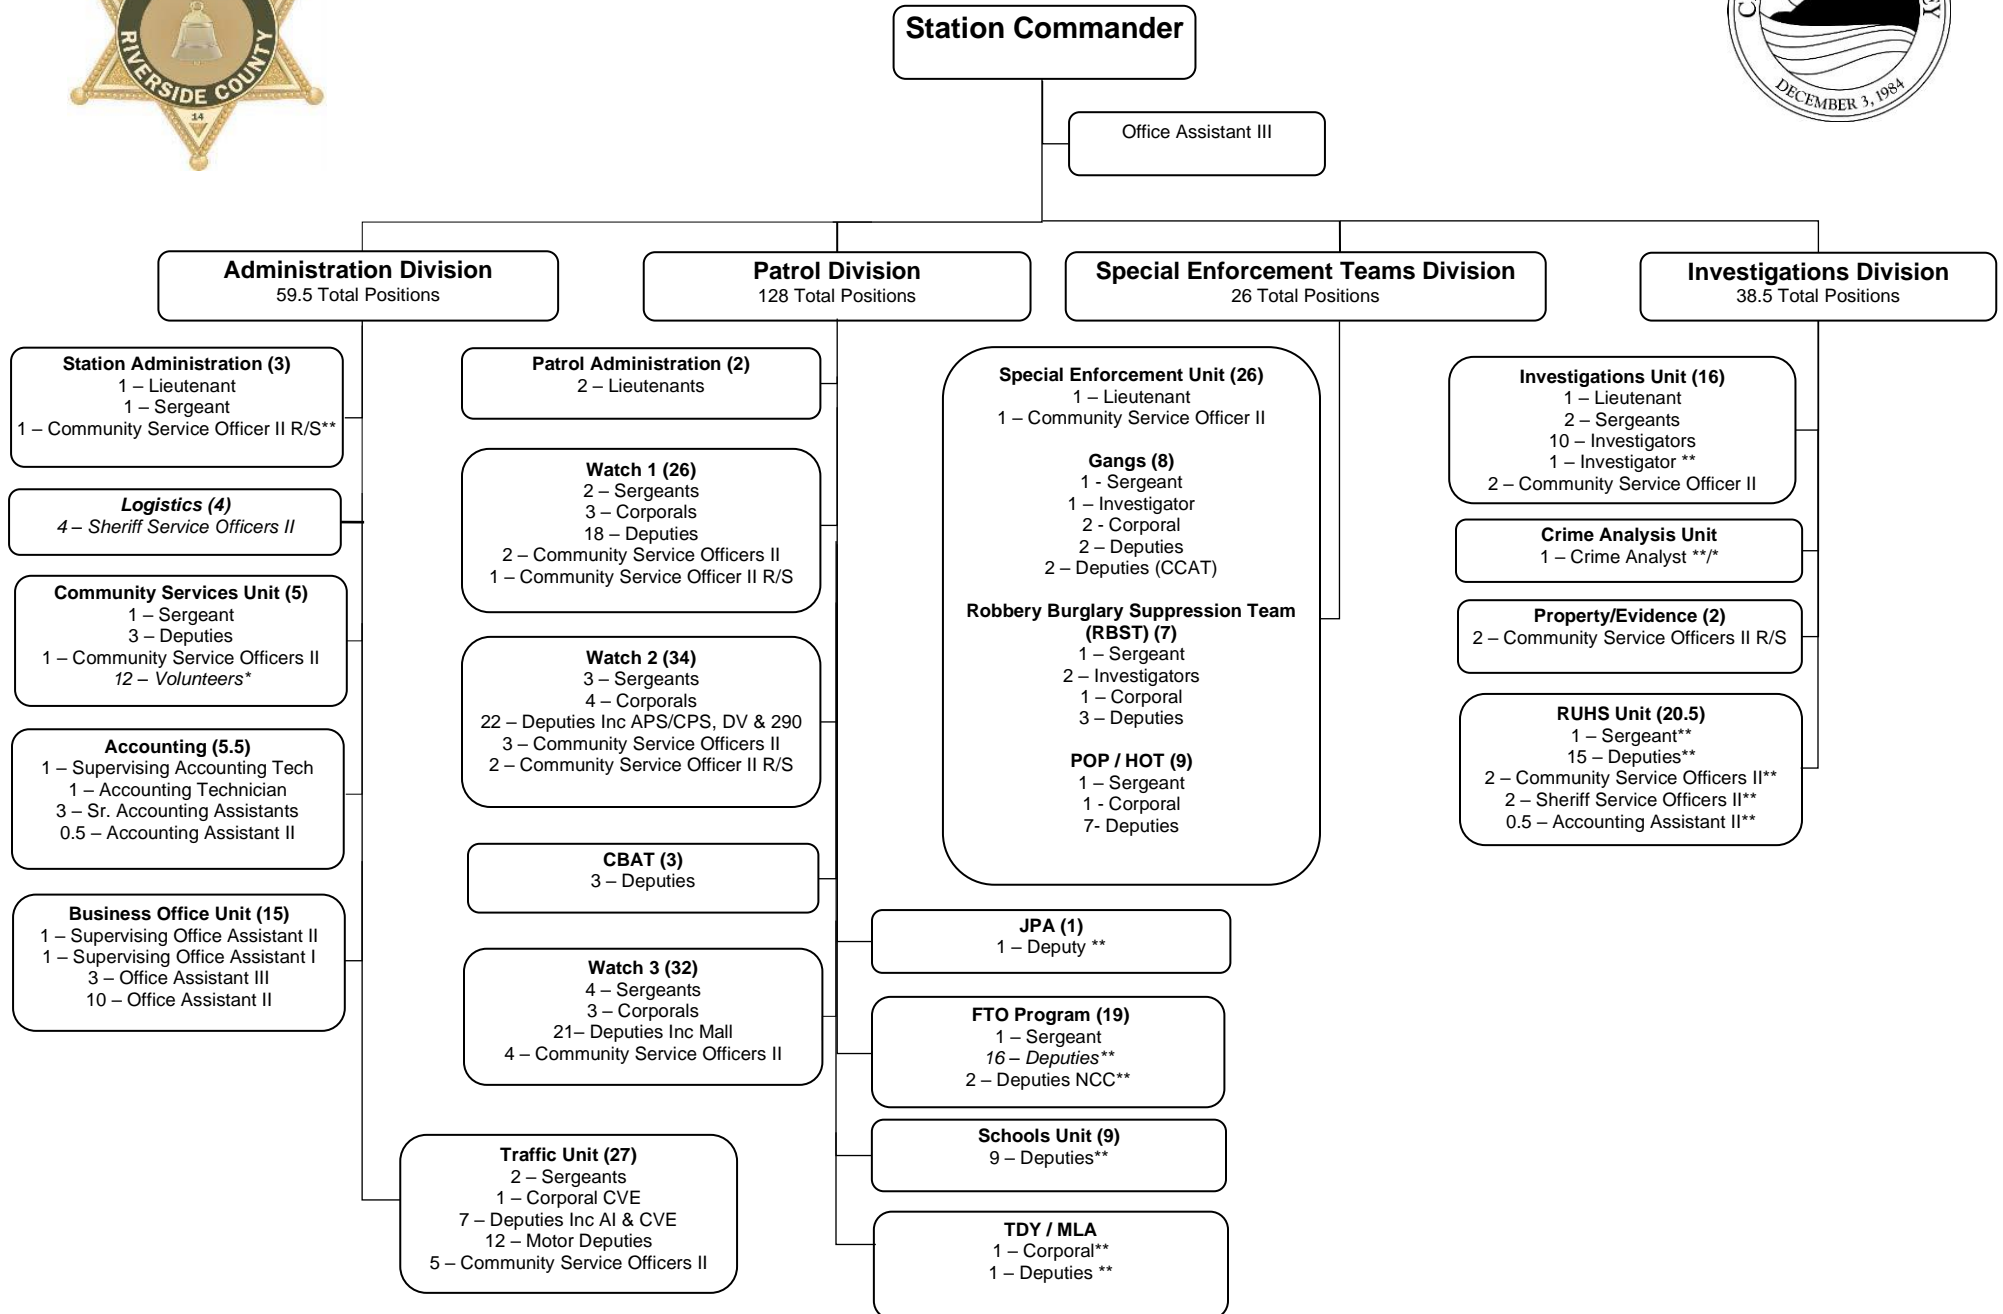 RIVERSIDE COUNTY
14
DECEMBER 3, 1984
Station Commander
Office Assistant III
Administration Division
59.5 Total Positions
Station Administration (3)
1 – Lieutenant
1 – Sergeant
1 – Community Service Officer II R/S**
Logistics (4)
4 – Sheriff Service Officers II
Community Services Unit (5)
1 – Sergeant
3 – Deputies
1 – Community Service Officers II
12 – Volunteers*
Accounting (5.5)
1 – Supervising Accounting Tech
1 – Accounting Technician
3 – Sr. Accounting Assistants
0.5 – Accounting Assistant II
Business Office Unit (15)
1 – Supervising Office Assistant II
1 – Supervising Office Assistant I
3 – Office Assistant III
10 – Office Assistant II
Traffic Unit (27)
2 – Sergeants
1 – Corporal CVE
7 – Deputies Inc AI & CVE
12 – Motor Deputies
5 – Community Service Officers II
Patrol Division
128 Total Positions
Patrol Administration (2)
2 – Lieutenants
Watch 1 (26)
2 – Sergeants
3 – Corporals
18 – Deputies
2 – Community Service Officers II
1 – Community Service Officer II R/S
Watch 2 (34)
3 – Sergeants
4 – Corporals
22 – Deputies Inc APS/CPS, DV & 290
3 – Community Service Officers II
2 – Community Service Officer II R/S
CBAT (3)
3 – Deputies
Watch 3 (32)
4 – Sergeants
3 – Corporals
21– Deputies Inc Mall
4 – Community Service Officers II
JPA (1)
1 – Deputy **
FTO Program (19)
1 – Sergeant
16 – Deputies**
2 – Deputies NCC**
Schools Unit (9)
9 – Deputies**
TDY / MLA
1 – Corporal**
1 – Deputies **
Special Enforcement Teams Division
26 Total Positions
Special Enforcement Unit (26)
1 – Lieutenant
1 – Community Service Officer II
Gangs (8)
1 - Sergeant
1 – Investigator
2 - Corporal
2 – Deputies
2 – Deputies (CCAT)
Robbery Burglary Suppression Team
(RBST) (7)
1 – Sergeant
2 – Investigators
1 – Corporal
3 – Deputies
POP / HOT (9)
1 – Sergeant
1 - Corporal
7- Deputies
Investigations Division
38.5 Total Positions
Investigations Unit (16)
1 – Lieutenant
2 – Sergeants
10 – Investigators
1 – Investigator **
2 – Community Service Officer II
Crime Analysis Unit
1 – Crime Analyst **/*
Property/Evidence (2)
2 – Community Service Officers II R/S
RUHS Unit (20.5)
1 – Sergeant**
15 – Deputies**
2 – Community Service Officers II**
2 – Sheriff Service Officers II**
0.5 – Accounting Assistant II**